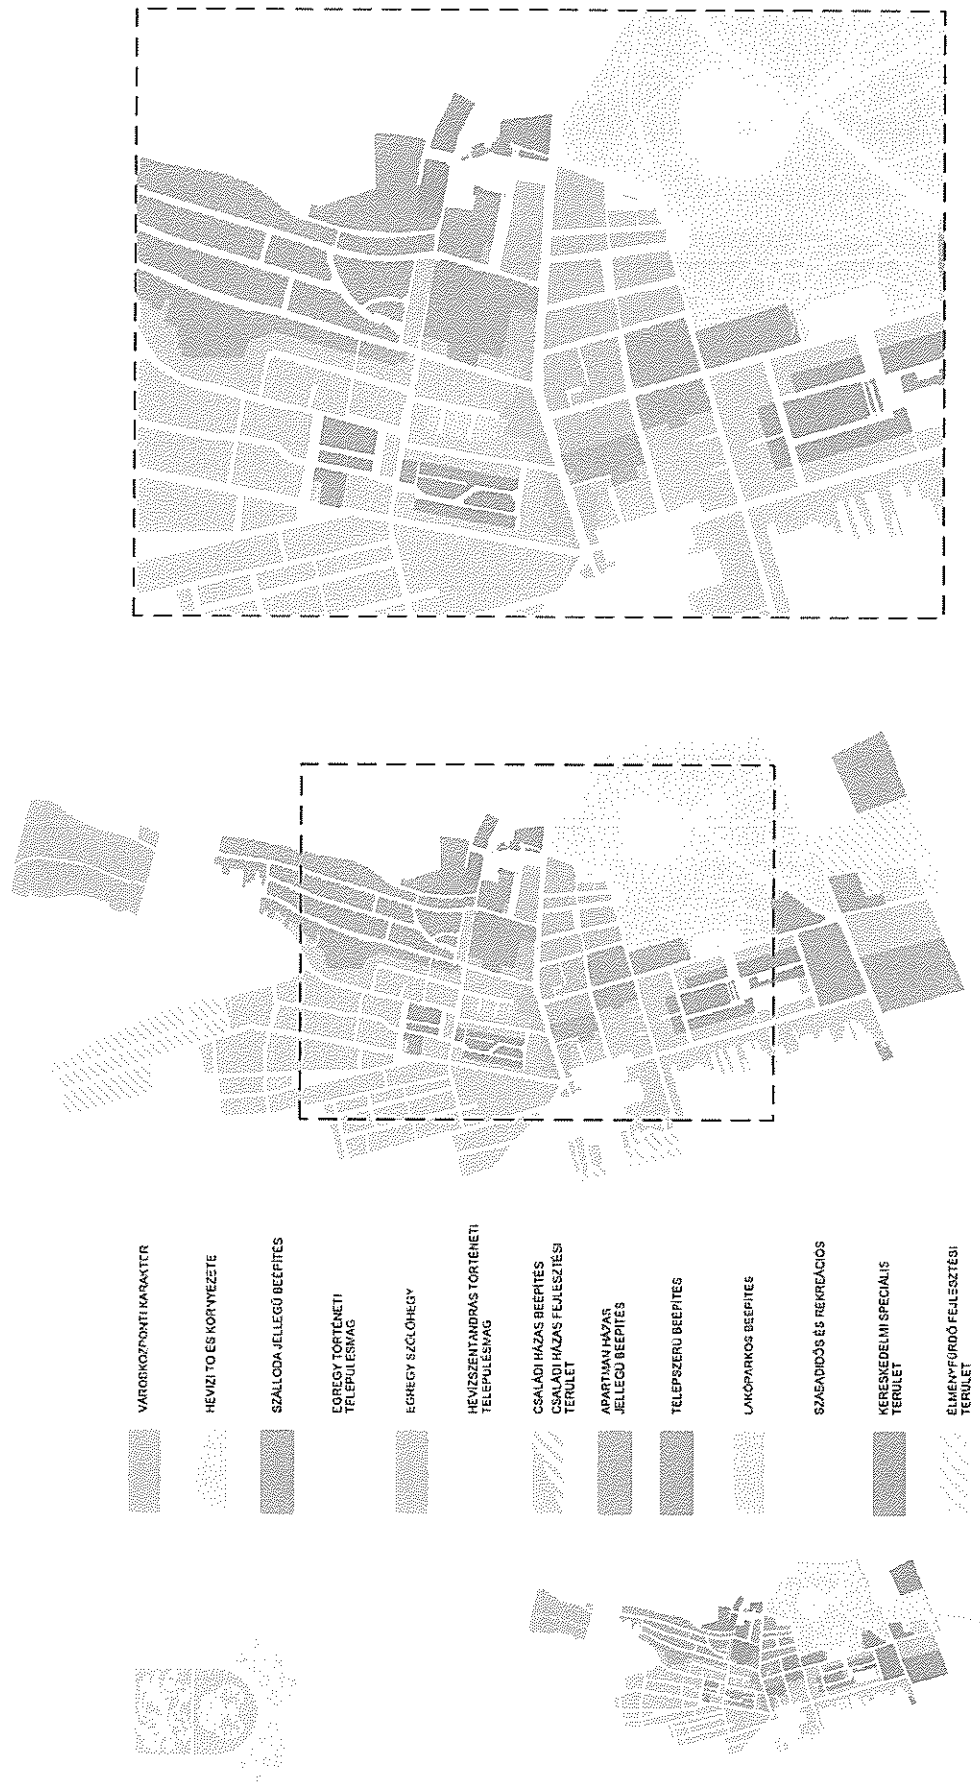 VÁROSKÖZPONTI KARAKTER
HÉVÍZI TÓ ÉS KÖRNYEZETE
SZÁLLODA JELLEGŰ BEÉPÍTÉS
EGREGY TÖRTÉNETI
TELEPÜLÉSMAG
EGREGY SZŐLŐHEGY
HÉVÍZSZENTANDRÁS TÖRTÉNETI
TELEPÜLÉSMAG
CSALÁDI HÁZAS BEÉPÍTÉS
CSALÁDI HÁZAS FEJLESZTÉSI
TERÜLET
APARTMAN HÁZAS
JELLEGŰ BEÉPÍTÉS
TELEPSZERŰ BEÉPÍTÉS
LAKÓPARKOS BEÉPÍTÉS
SZABADIDŐS ÉS REKREÁCIÓS
KERESKEDELMI SPECIÁLIS
TERÜLET
ÉLMÉNYFÜRDŐ FEJLESZTÉSI
TERÜLET